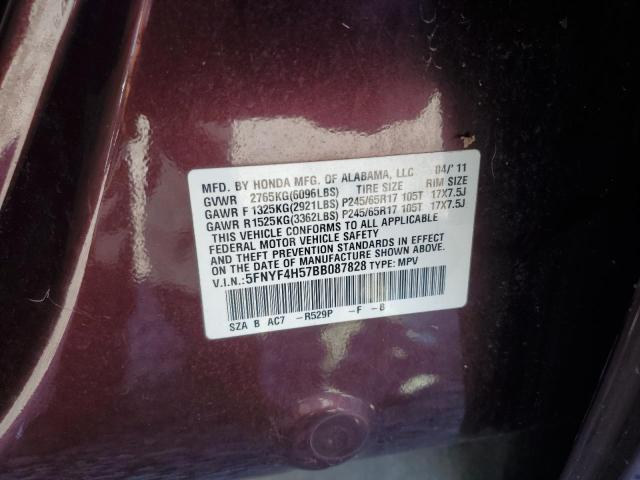 MFD. BY HONDA MFG. OF ALABAMA, LLC 04/'11
GVWR 2765KG(6096LBS) TIRE SIZE RIM SIZE
GAWR F 1325KG(2921LBS) P245/65R17 105T 17X7.5J
GAWR R1525KG(3362LBS) P245/65R17 105T 17X7.5J
THIS VEHICLE CONFORMS TO ALL APPLICABLE
FEDERAL MOTOR VEHICLE SAFETY
AND THEFT PREVENTION STANDARDS IN EFFECT
ON THE DATE OF MANUFACTURE SHOWN ABOVE.
V.I.N.:5FNYF4H57BB087828 TYPE: MPV
SZA B AC7 -R529P -F -B